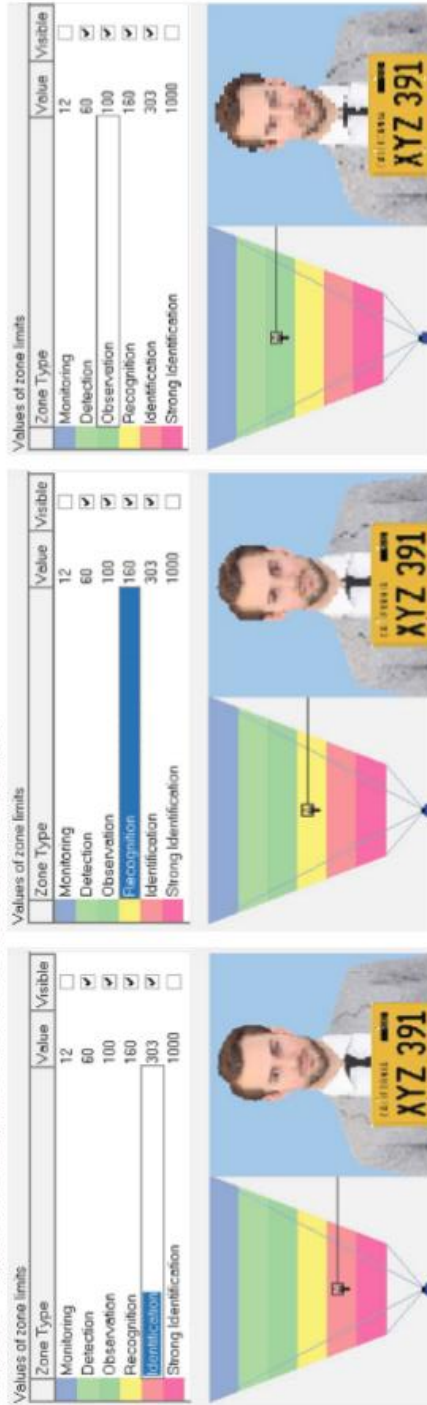 Values of zone limits
Zone Type Value Visible
Monitoring 12
Detection 60
Observation 100
Recognition 160
Identification 303
Strong Identification 1000
CALIFORNIA
XYZ 391
Values of zone limits
Zone Type Value Visible
Monitoring 12
Detection 60
Observation 100
Recognition 160
Identification 303
Strong Identification 1000
CALIFORNIA
XYZ 391
Values of zone limits
Zone Type Value Visible
Monitoring 12
Detection 60
Observation 100
Recognition 160
Identification 303
Strong Identification 1000
XYZ 391